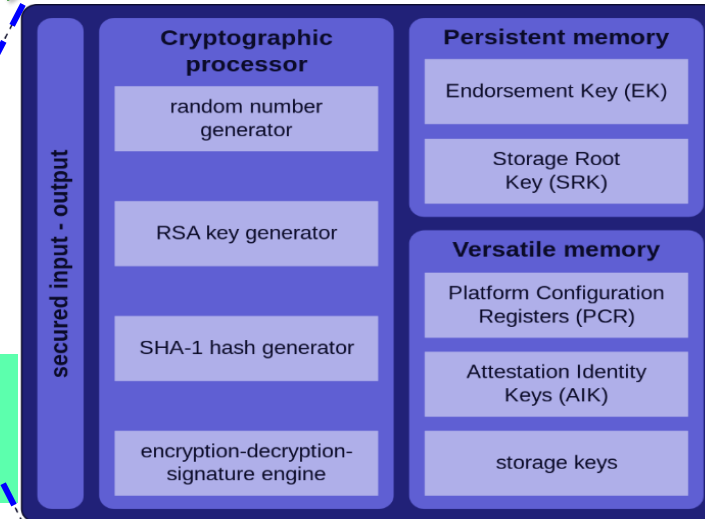 secured input - output
Cryptographic
processor
random number
generator
RSA key generator
SHA-1 hash generator
encryption-decryption-
signature engine
Persistent memory
Endorsement Key (EK)
Storage Root
Key (SRK)
Versatile memory
Platform Configuration
Registers (PCR)
Attestation Identity
Keys (AIK)
storage keys